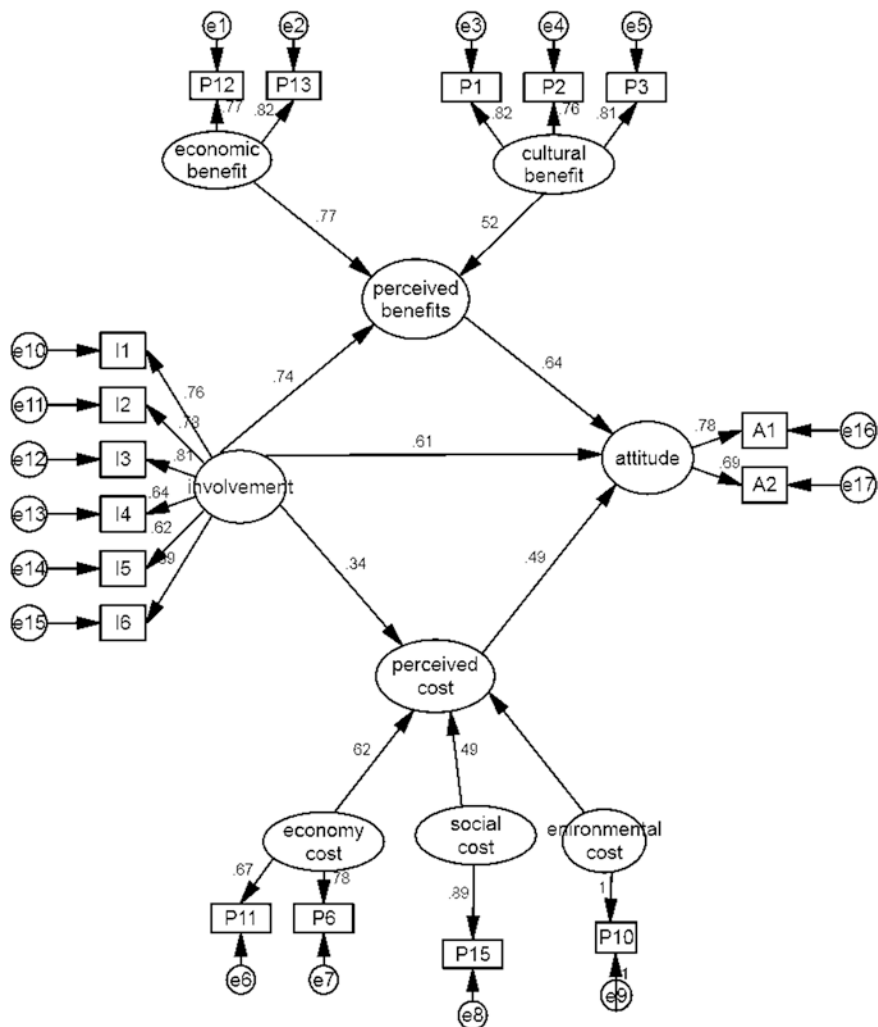 e1
e2
e3
e4
e5
P12
P13
P1
P2
P3
.77
.82
.82
.76
.81
economic
benefit
cultural
benefit
.77
52
perceived
benefits
e10
I1
.76
.74
.64
e11
I2
.78
e12
I3
.81
.61
.78
A1
e16
involvement
attitude
.69
A2
e17
e13
I4
.64
.62
e14
I5
.34
.49
e15
I6
perceived
cost
62
49
economy
cost
social
cost
enironmental
cost
.67
78
.89
1
P11
P6
P15
P10
1
e6
e7
e8
e9